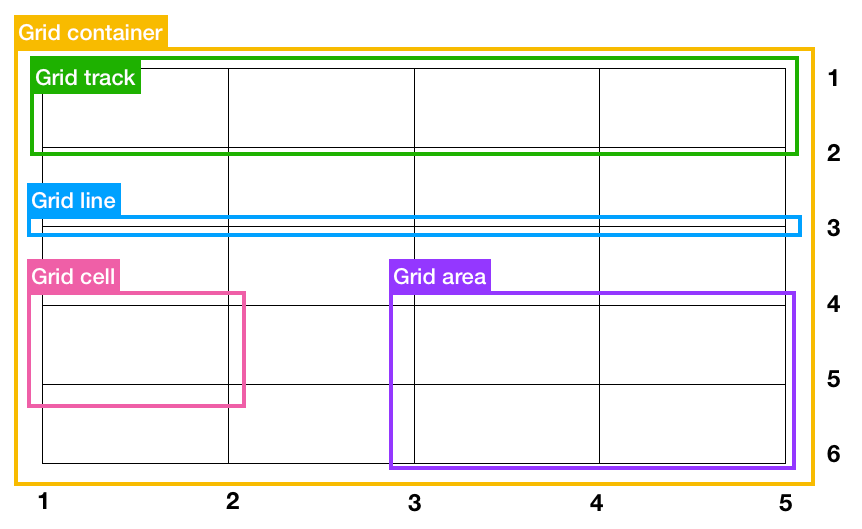 Grid container
Grid track
1
2
Grid line
3
Grid cell
Grid area
4
5
6
1 2 3 4 5